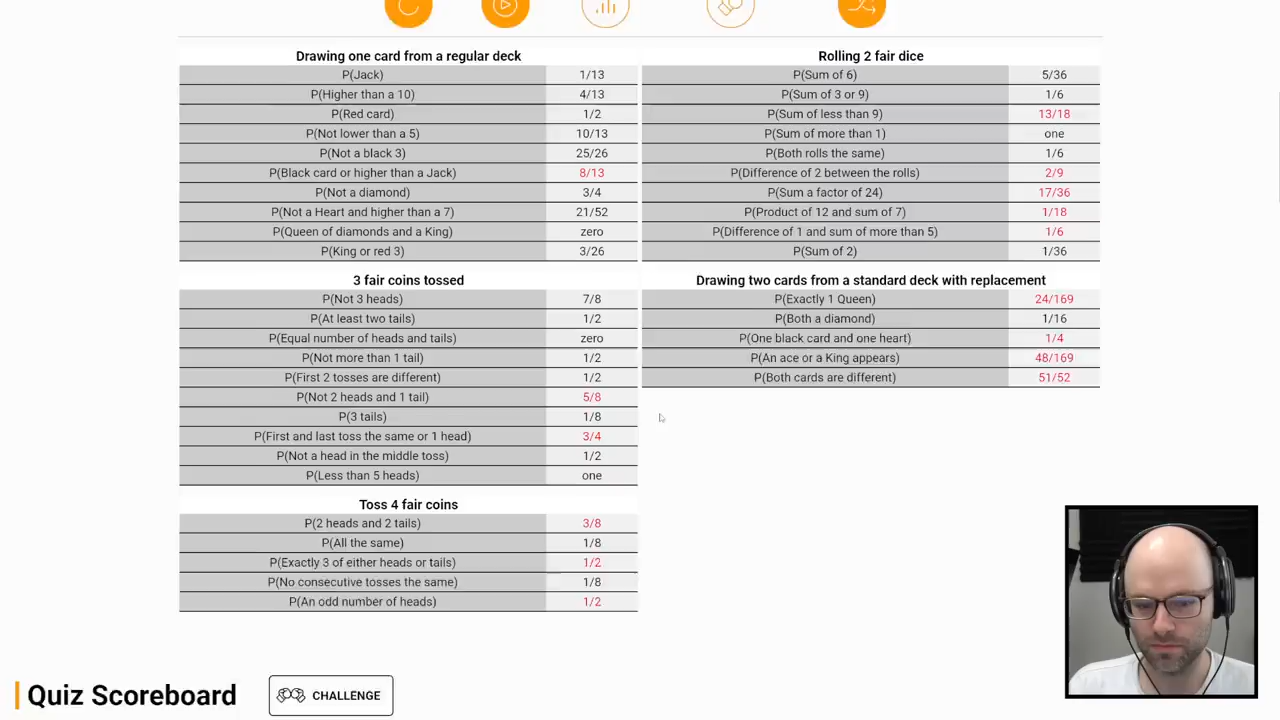 Drawing one card from a regular deck
P(Jack) 1/13
P(Higher than a 10) 4/13
P(Red card) 1/2
P(Not lower than a 5) 10/13
P(Not a black 3) 25/26
P(Black card or higher than a Jack) 8/13
P(Not a diamond) 3/4
P(Not a Heart and higher than a 7) 21/52
P(Queen of diamonds and a King) zero
P(King or red 3) 3/26
3 fair coins tossed
P(Not 3 heads) 7/8
P(At least two tails) 1/2
P(Equal number of heads and tails) zero
P(Not more than 1 tail) 1/2
P(First 2 tosses are different) 1/2
P(Not 2 heads and 1 tail) 5/8
P(3 tails) 1/8
P(First and last toss the same or 1 head) 3/4
P(Not a head in the middle toss) 1/2
P(Less than 5 heads) one
Toss 4 fair coins
P(2 heads and 2 tails) 3/8
P(All the same) 1/8
P(Exactly 3 of either heads or tails) 1/2
P(No consecutive tosses the same) 1/8
P(An odd number of heads) 1/2
Rolling 2 fair dice
P(Sum of 6) 5/36
P(Sum of 3 or 9) 1/6
P(Sum of less than 9) 13/18
P(Sum of more than 1) one
P(Both rolls the same) 1/6
P(Difference of 2 between the rolls) 2/9
P(Sum a factor of 24) 17/36
P(Product of 12 and sum of 7) 1/18
P(Difference of 1 and sum of more than 5) 1/6
P(Sum of 2) 1/36
Drawing two cards from a standard deck with replacement
P(Exactly 1 Queen) 24/169
P(Both a diamond) 1/16
P(One black card and one heart) 1/4
P(An ace or a King appears) 48/169
P(Both cards are different) 51/52
Quiz Scoreboard
CHALLENGE